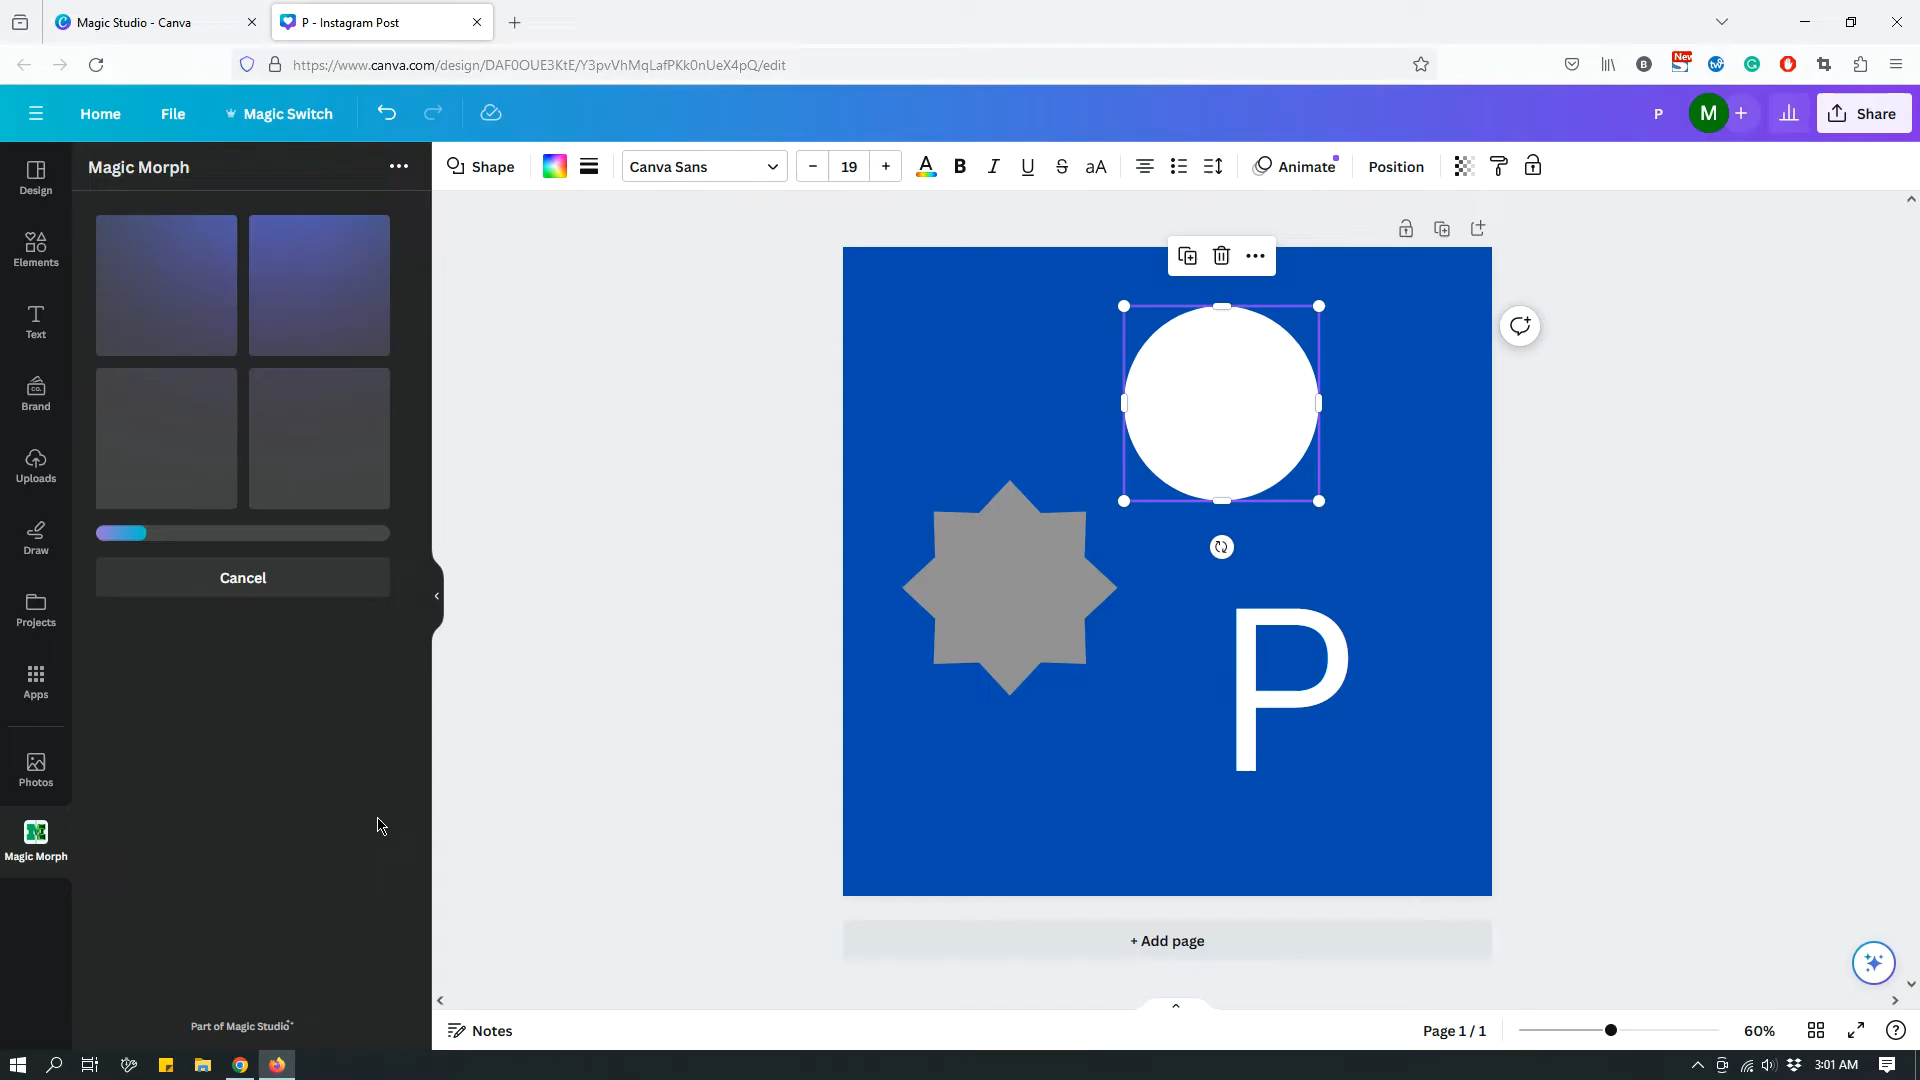 Magic Studio - Canva
P - Instagram Post
https://www.canva.com/design/DAF0OUE3KtE/Y3pvVhMqLafPKk0nUeX4pQ/edit
New
Home
File
Magic Switch
P
M
Share
Magic Morph
Shape
Canva Sans
19
B
aA
Animate
Position
Design
Elements
Text
Brand
Uploads
Draw
Projects
Apps
Photos
Magic Morph
Cancel
P
+ Add page
Part of Magic Studio
Notes
Page 1 / 1
60%
3:01 AM